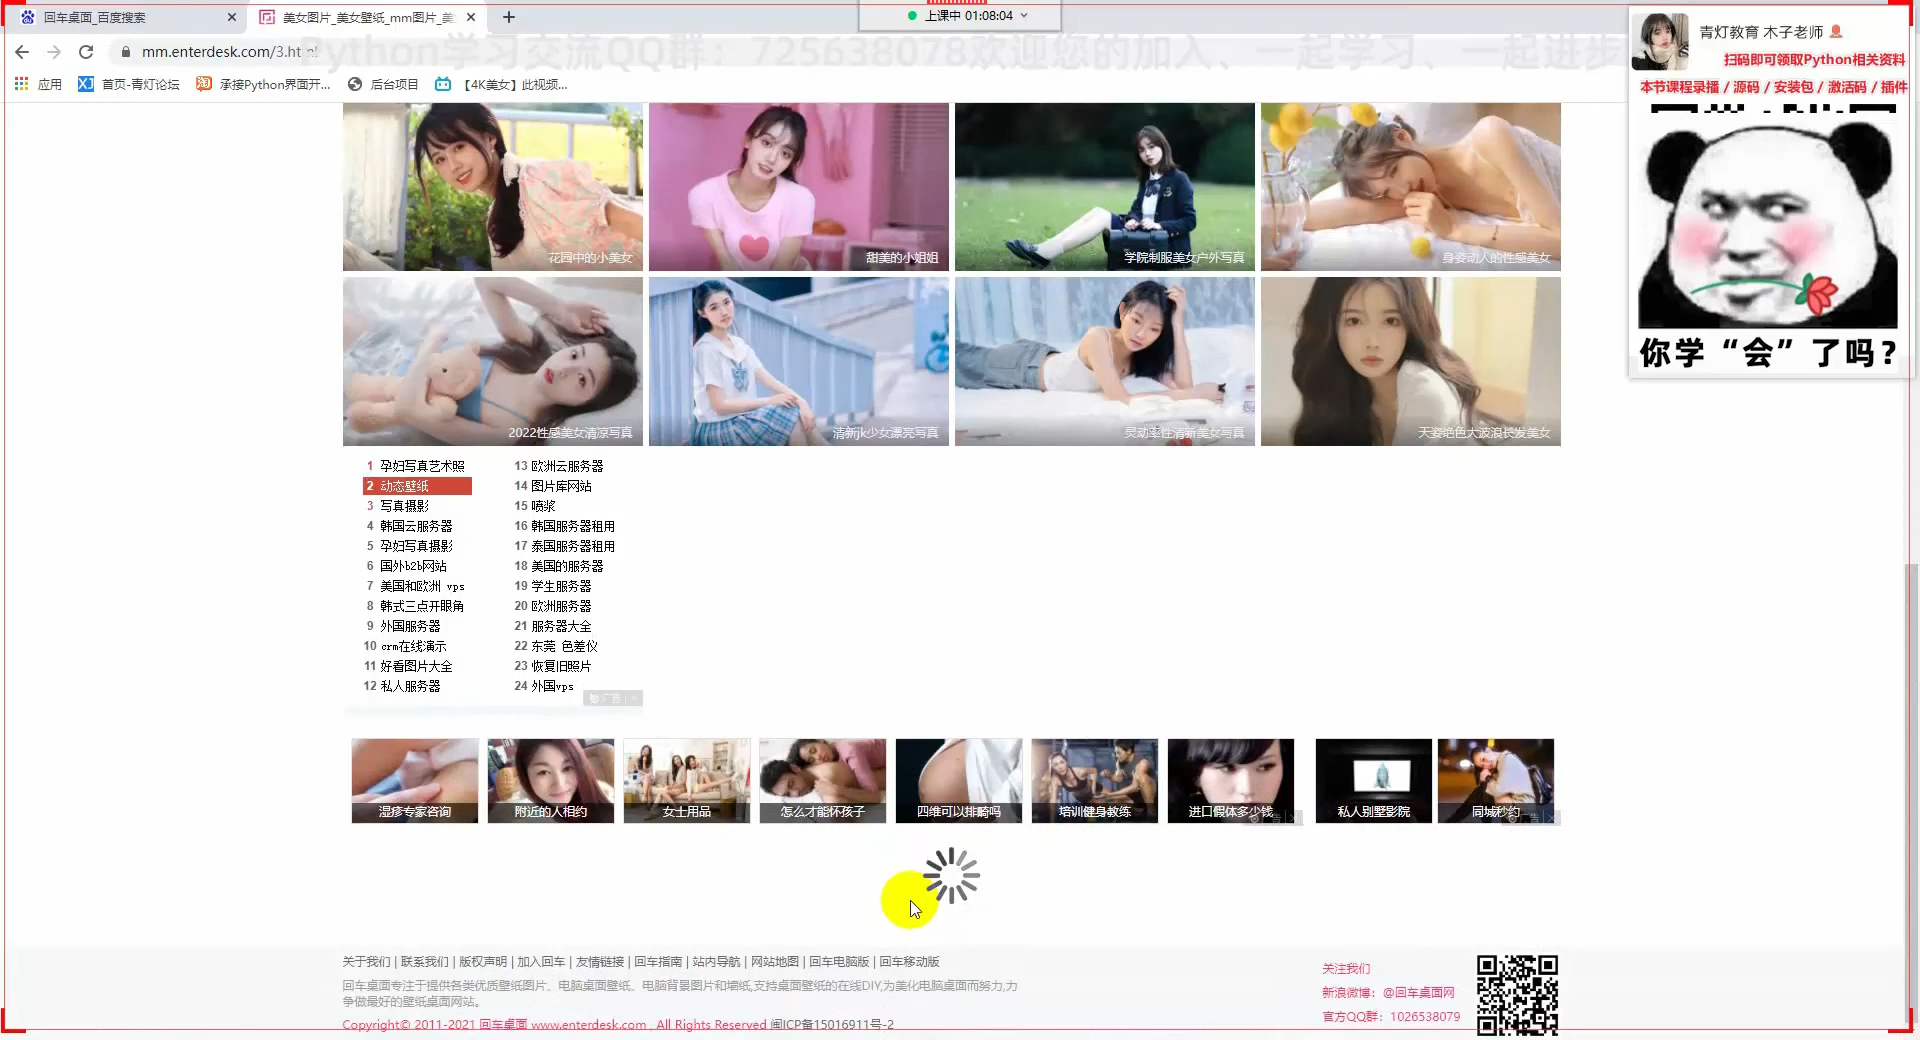 回车桌面_百度搜索
美女图片_美女壁纸_mm图片_美
上课中 01:08:04
mm.enterdesk.com/3.html
Python学习交流QQ群
欢迎您的加入、一起学习、一起进步
应用
首页-青灯论坛
承接Python界面开...
后台项目
【4K美女】此视频...
青灯教育 木子老师
扫码即可领取Python相关资料
本节课程录播 / 源码 / 安装包 / 激活码 / 插件
你学“会”了吗?
花园中的小美女
甜美的小姐姐
学院制服美女户外写真
身姿动人的性感美女
2022性感美女清凉写真
清新jk少女漂亮写真
灵动率性清新美女写真
天姿绝色大波浪长发美女
1 孕妇写真艺术照
2 动态壁纸
3 写真摄影
4 韩国云服务器
5 孕妇写真摄影
6 国外b2b网站
7 美国和欧洲 vps
8 韩式三点开眼角
9 外国服务器
10 crm在线演示
11 好看图片大全
12 私人服务器
13 欧洲云服务器
14 图片库网站
15 喷浆
16 韩国服务器租用
17 泰国服务器租用
18 美国的服务器
19 学生服务器
20 欧洲服务器
21 服务器大全
22 东莞 色差仪
23 恢复旧照片
24 外国vps
广告
湿疹专家咨询
附近的人相约
女士用品
怎么才能怀孩子
四维可以排畸吗
培训健身教练
进口假体多少钱
私人别墅影院
同城秒约
关于我们 | 联系我们 | 版权声明 | 加入回车 | 友情链接 | 回车指南 | 站内导航 | 网站地图 | 回车电脑版 | 回车移动版
回车桌面专注于提供各类优质壁纸图片、电脑桌面壁纸、电脑背景图片和墙纸,支持桌面壁纸的在线DIY,为美化电脑桌面而努力,力
争做最好的壁纸桌面网站。
Copyright© 2011-2021 回车桌面 www.enterdesk.com , All Rights Reserved 闽ICP备15016911号-2
关注我们
新浪微博：@回车桌面网
官方QQ群：1026538079